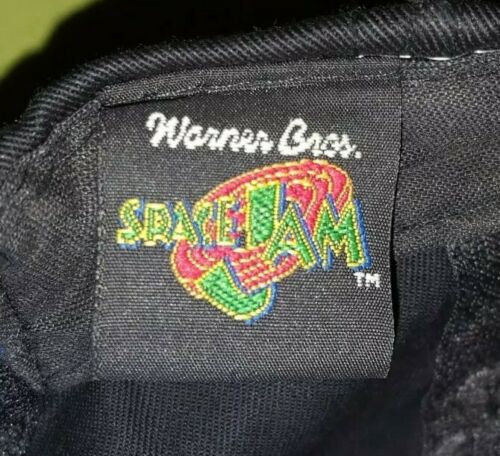 Warner Bros.
SPACE JAM
TM